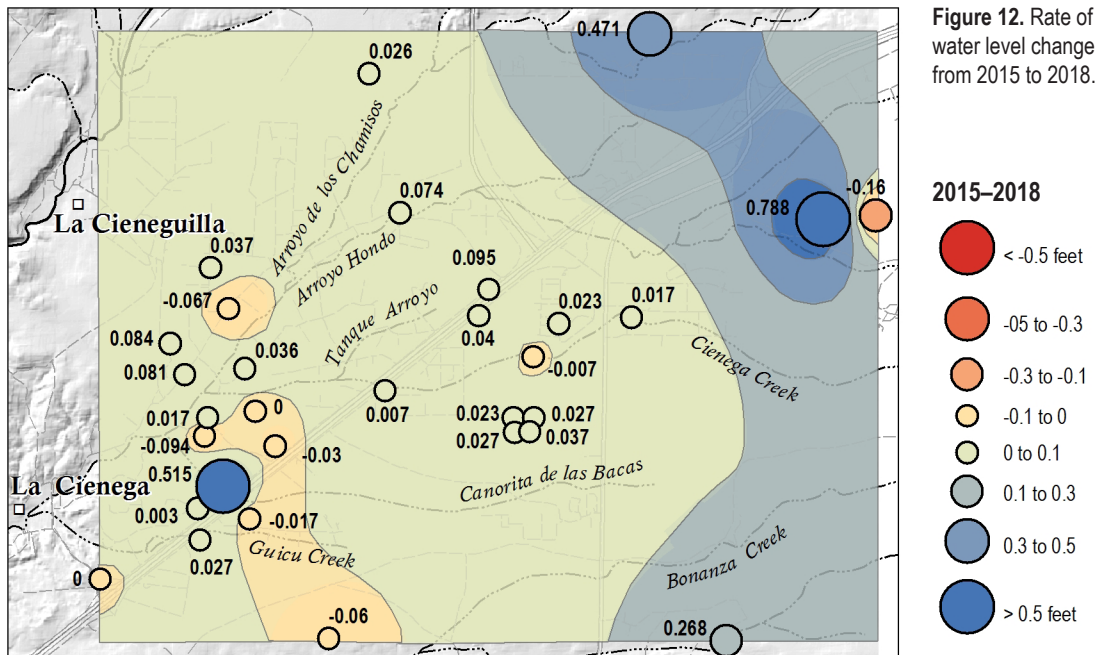 Figure 12. Rate of
water level change
from 2015 to 2018.
2015–2018
< -0.5 feet
-05 to -0.3
-0.3 to -0.1
-0.1 to 0
0 to 0.1
0.1 to 0.3
0.3 to 0.5
> 0.5 feet
0.471
0.026
Arroyo de los Chamisos
-0.16
0.788
0.074
La Cieneguilla
0.037
Arroyo Hondo
0.095
-0.067
Tanque Arroyo
0.023
0.017
0.04
0.084
0.036
-0.007
Cienega Creek
0.081
0.007
0
0.017
0.023
0.027
-0.094
-0.03
0.027
0.037
0.515
La Cienega
Canorita de las Bacas
0.003
-0.017
0.027
Guicu Creek
Bonanza Creek
0
-0.06
0.268